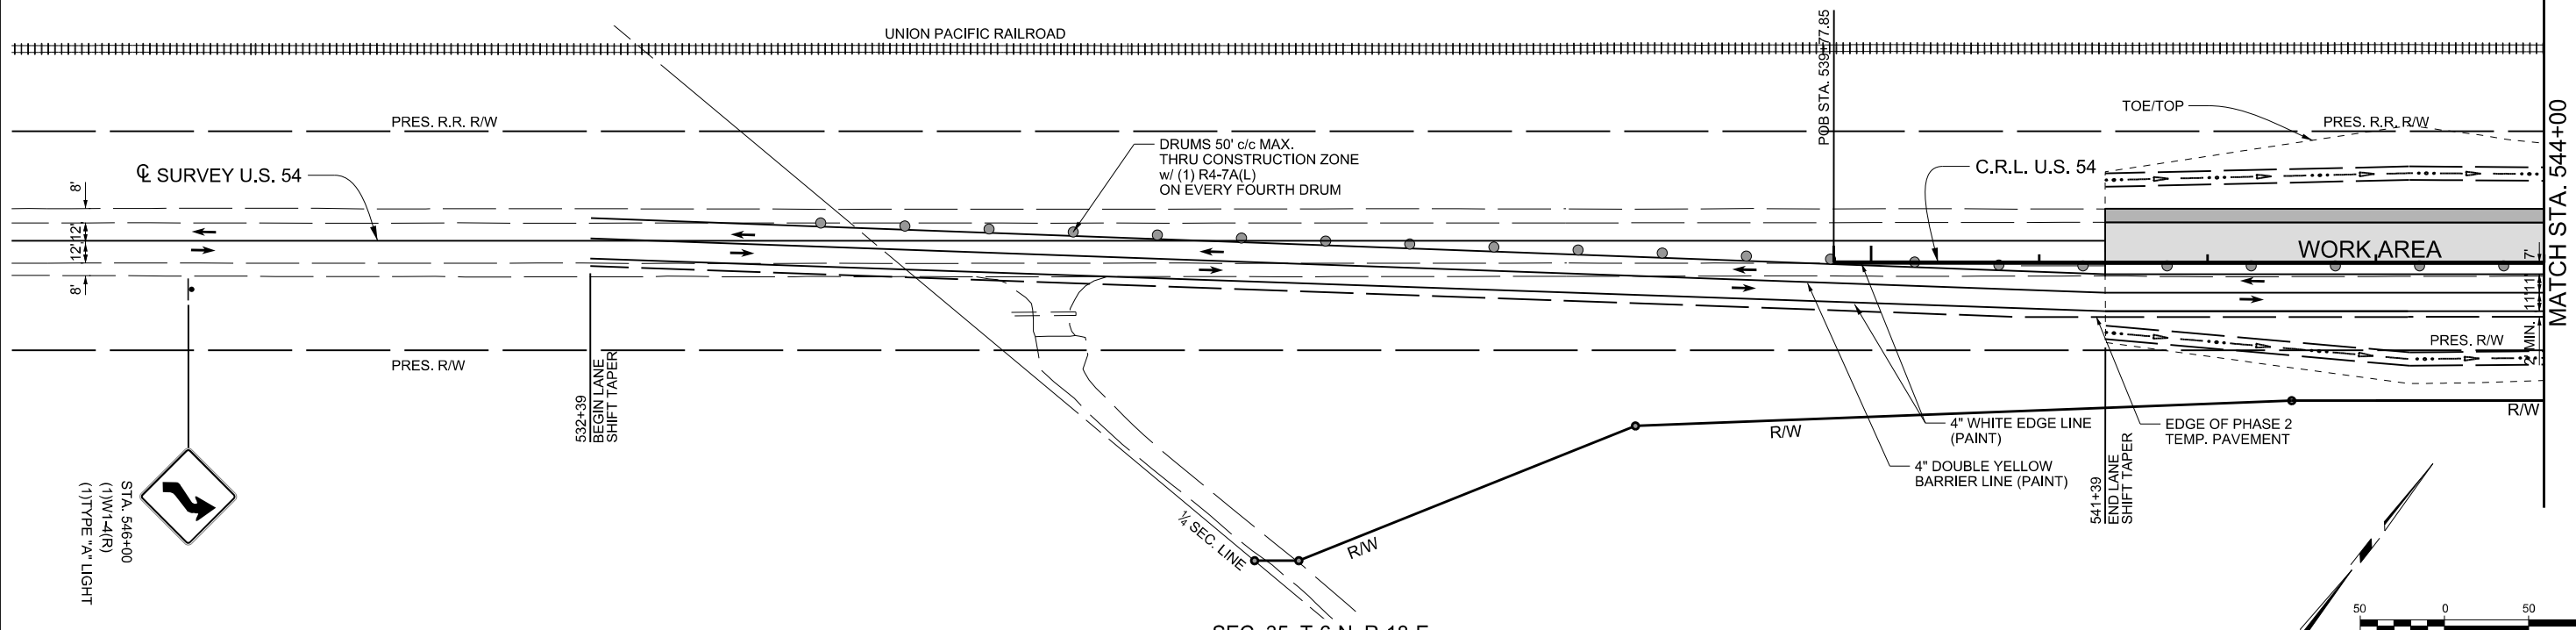 UNION PACIFIC RAILROAD
POB STA. 539+77.85
TOE/TOP
PRES. R.R. R/W
PRES. R.R. R/W
MATCH STA. 544+00
DRUMS 50' c/c MAX.
THRU CONSTRUCTION ZONE
w/ (1) R4-7A(L)
ON EVERY FOURTH DRUM
℄ SURVEY U.S. 54
C.R.L. U.S. 54
8'
12'
12'
8'
WORK AREA
7'
11'
11'
2' MIN.
PRES. R/W
PRES. R/W
532+39
BEGIN LANE
SHIFT TAPER
4" WHITE EDGE LINE
(PAINT)
4" DOUBLE YELLOW
BARRIER LINE (PAINT)
EDGE OF PHASE 2
TEMP. PAVEMENT
541+39
END LANE
SHIFT TAPER
R/W
R/W
R/W
¼ SEC. LINE
STA. 546+00
(1)W1-4(R)
(1)TYPE "A" LIGHT
50 0 50